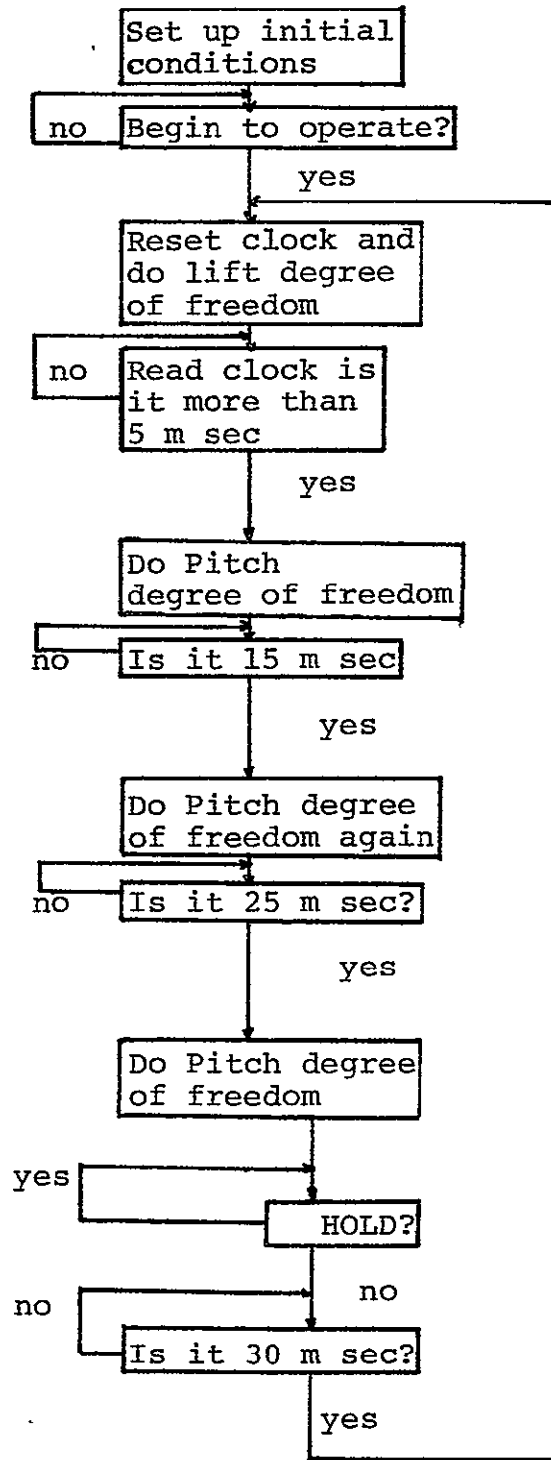 Set up initial
conditions
no
Begin to operate?
yes
Reset clock and
do lift degree
of freedom
no
Read clock is
it more than
5 m sec
yes
Do Pitch
degree of freedom
no
Is it 15 m sec
yes
Do Pitch degree
of freedom again
no
Is it 25 m sec?
yes
Do Pitch degree
of freedom
yes
HOLD?
no
no
Is it 30 m sec?
yes